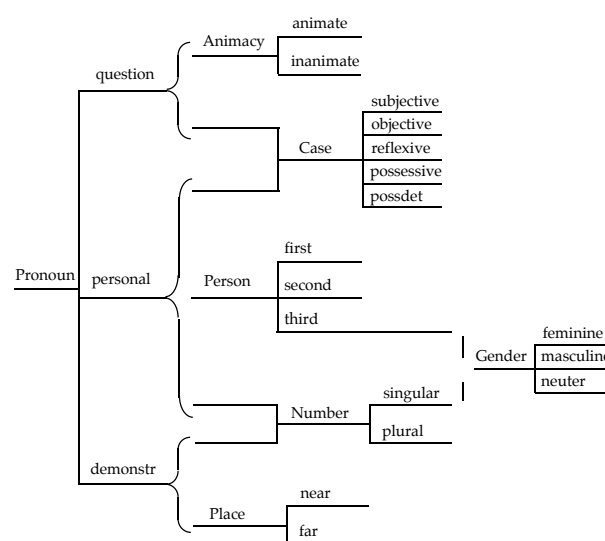 animate
Animacy
inanimate
question
subjective
objective
Case
reflexive
possessive
possdet
first
Pronoun
personal
Person
second
third
feminine
Gender
masculine
neuter
singular
Number
plural
demonstr
near
Place
far